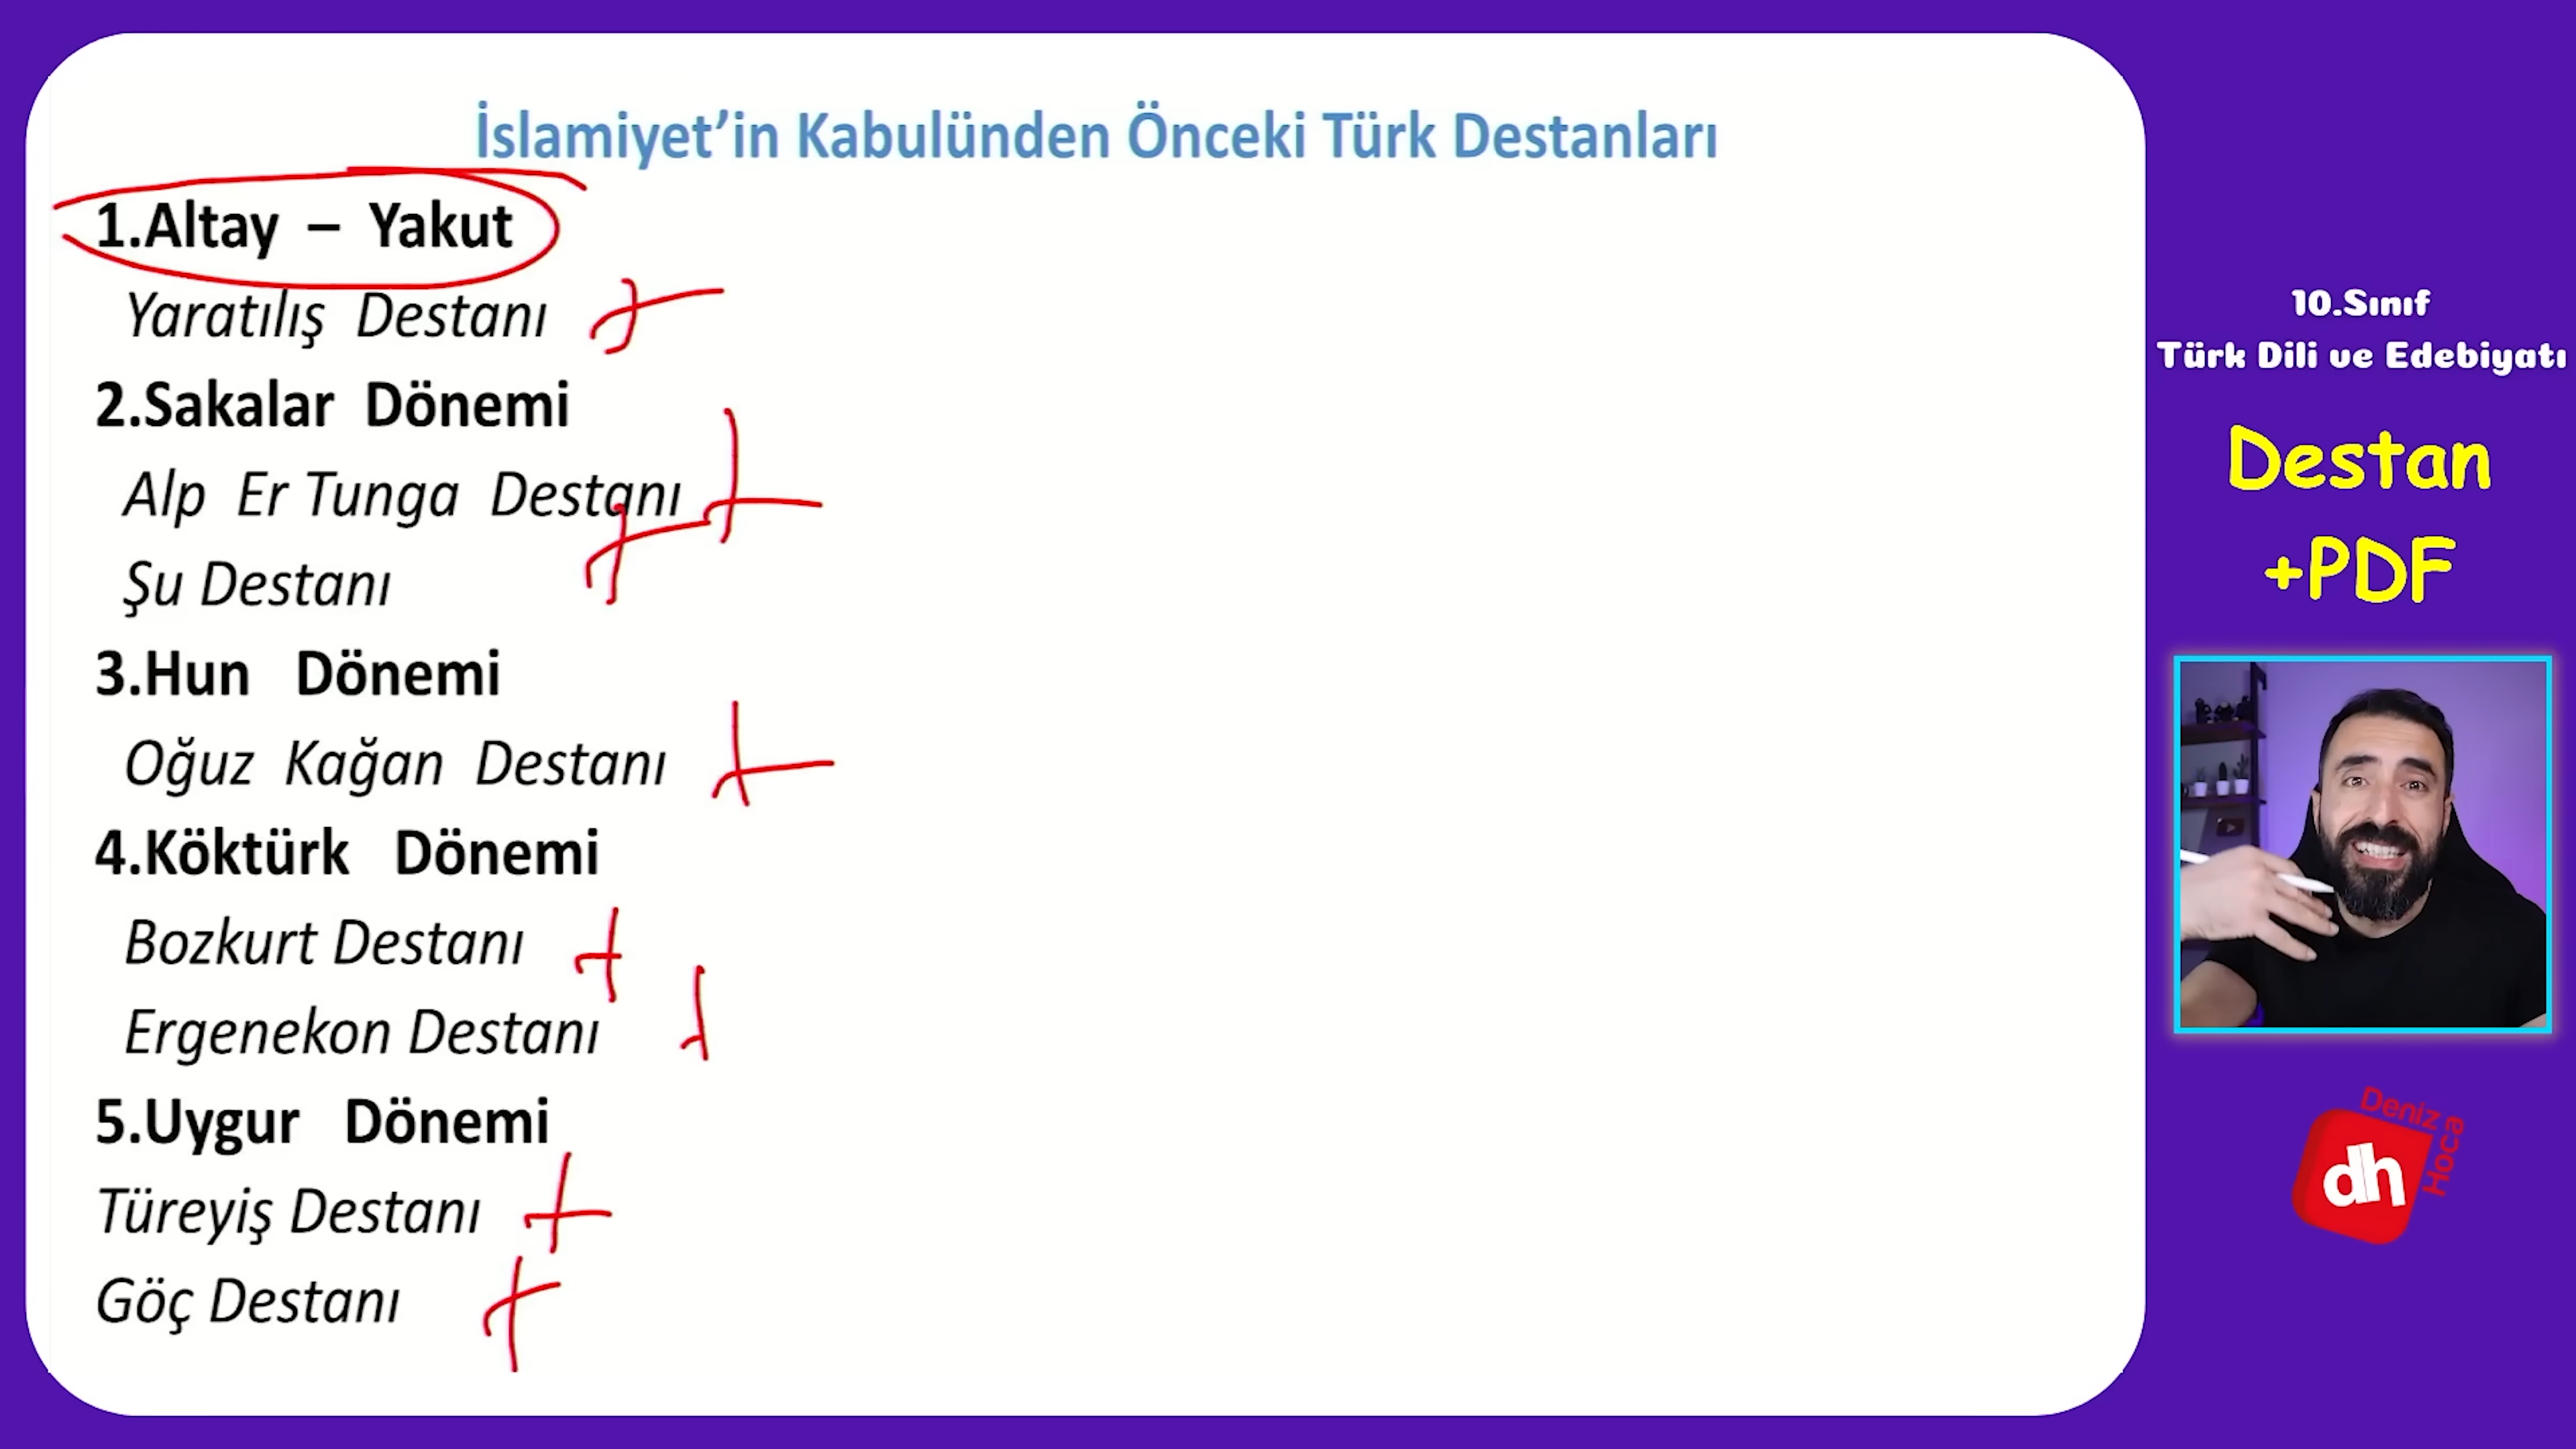 İslamiyet’in Kabulünden Önceki Türk Destanları
1.Altay – Yakut
Yaratılış Destanı
2.Sakalar Dönemi
Alp Er Tunga Destanı
Şu Destanı
3.Hun Dönemi
Oğuz Kağan Destanı
4.Köktürk Dönemi
Bozkurt Destanı
Ergenekon Destanı
5.Uygur Dönemi
Türeyiş Destanı
Göç Destanı
10.Sınıf
Türk Dili ve Edebiyatı
Destan
+PDF
Deniz
Hoca
dh